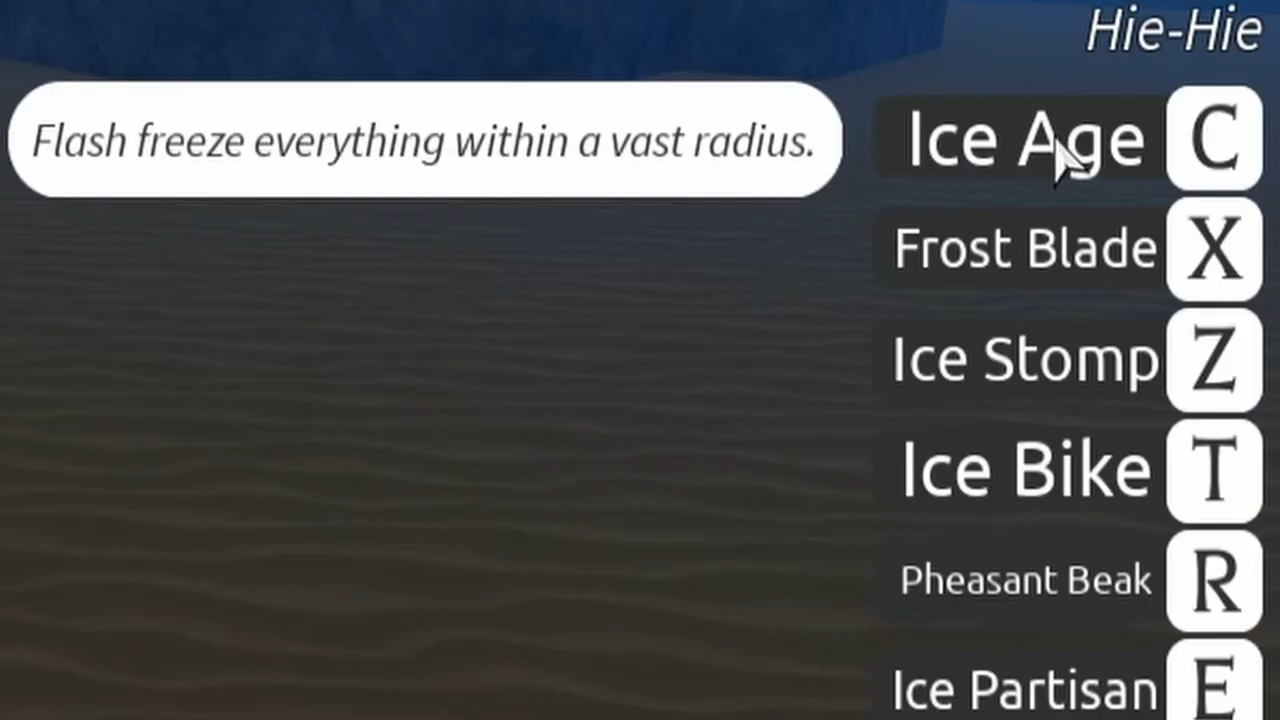 Hie-Hie
Flash freeze everything within a vast radius.
Ice Age C
Frost Blade X
Ice Stomp Z
Ice Bike T
Pheasant Beak R
Ice Partisan E